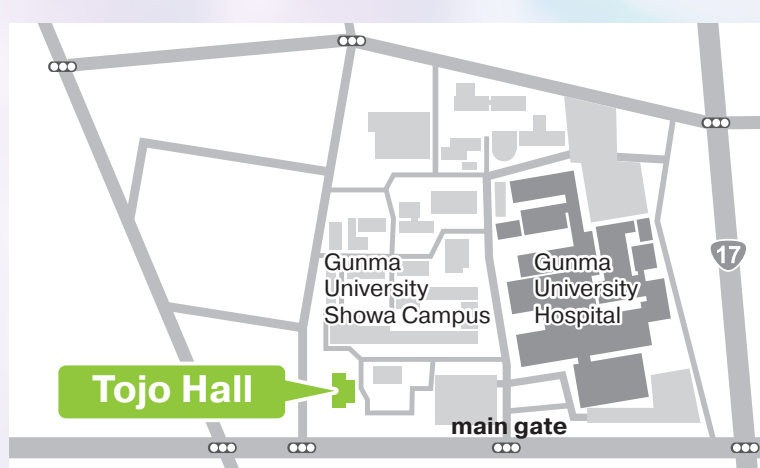 17
Gunma
University
Showa Campus
Gunma
University
Hospital
Tojo Hall
main gate